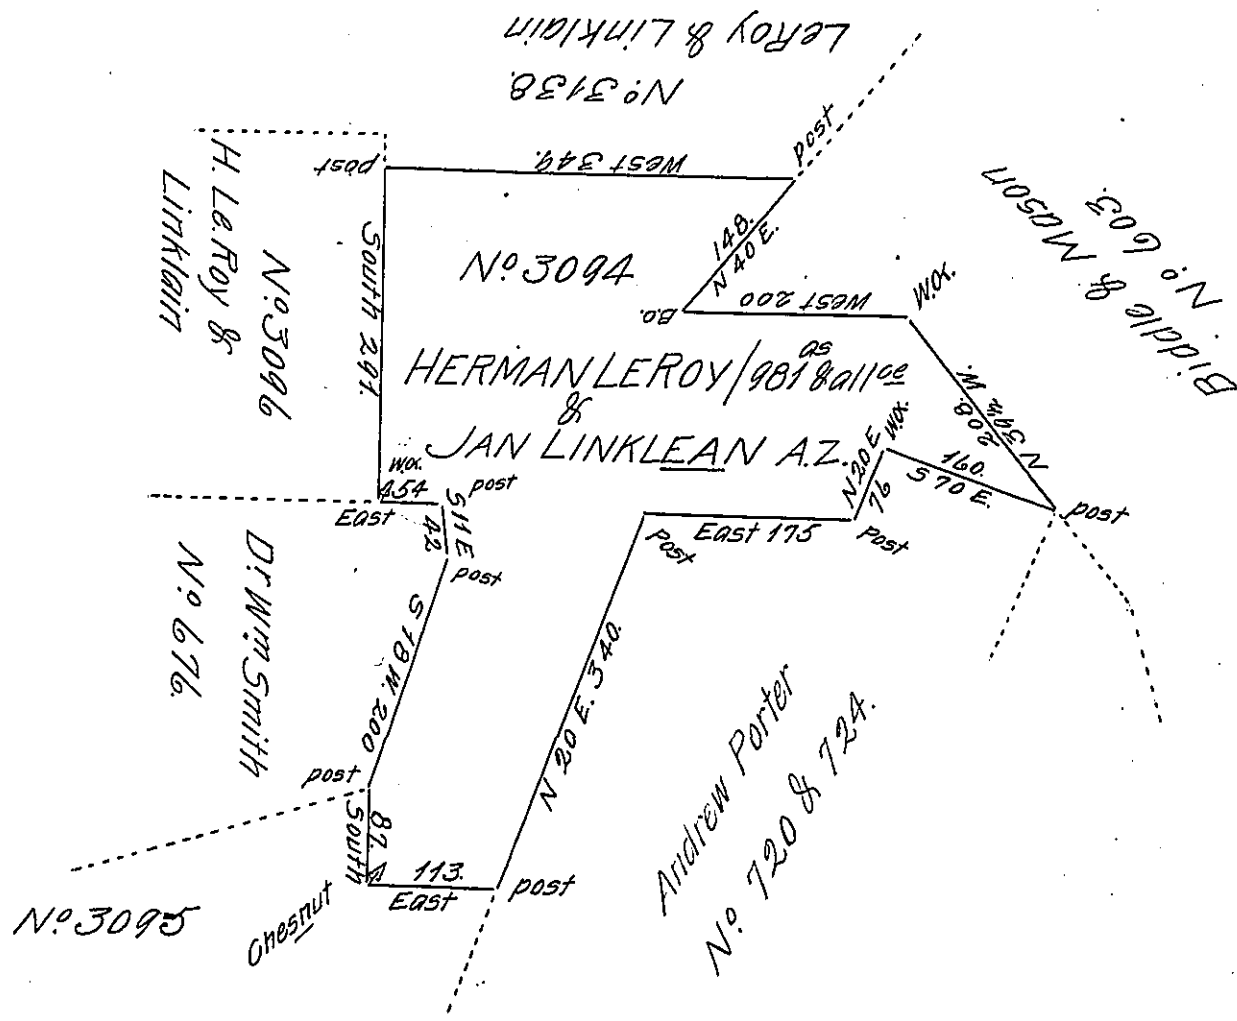 LeRoy & Linklain
No. 3138.
post
West 349.
post
H. LeRoy &
Linklain
No. 3096
South 291.
No. 3094
148.
N 40 E.
B.O.
West 200
W.O.
Biddle & Mason
No. 603.
HERMAN LEROY / 981 as & allce
&
JAN LINKLEAN A.Z.
N 39 W.
208.
160.
S 70 E.
post
N 20 E
76
W.O.
post
East 175
post
W.O.
454
East
post
S 11 E
42
post
Dr Wm Smith
No. 676.
S 18 W. 200
post
South
87.
N 20 E. 340.
113.
East
post
Chesnut
No. 3095
Andrew Porter
No. 720 & 724.